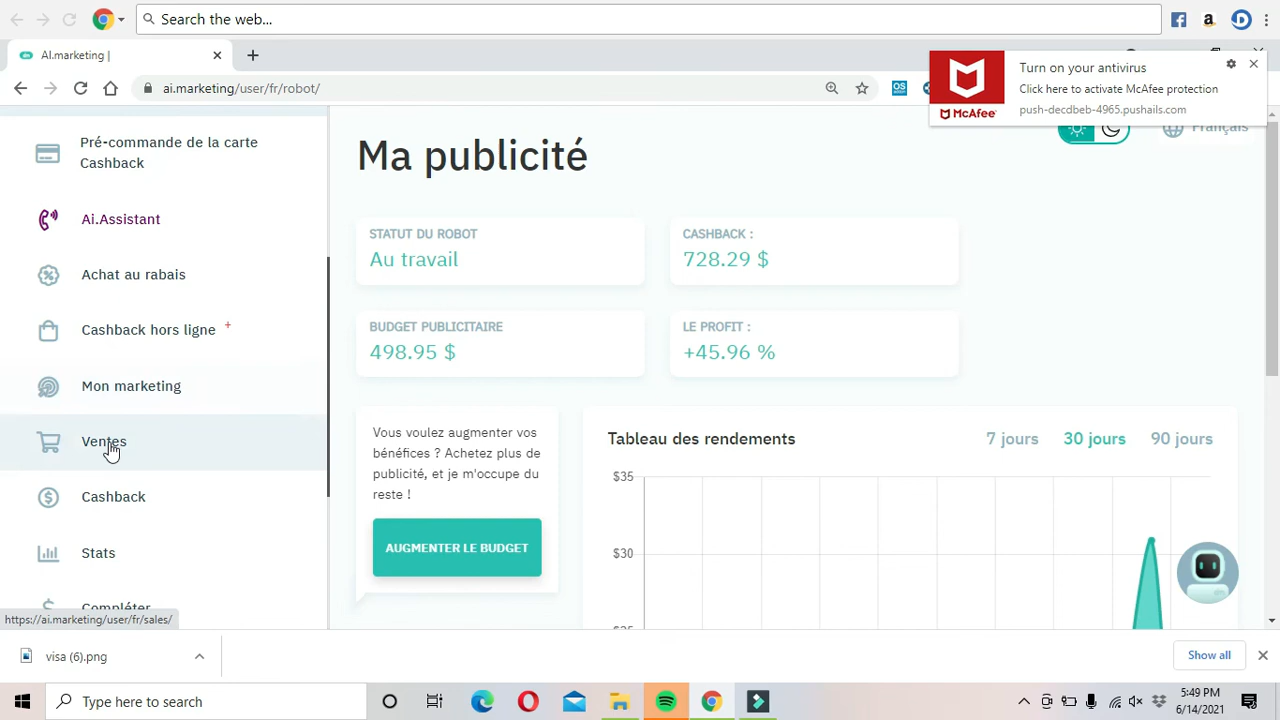 Search the web...
AI.marketing |
ai.marketing/user/fr/robot/
Turn on your antivirus
Click here to activate McAfee protection
push-decdbeb-4965.pushails.com
McAfee
Français
Pré-commande de la carte
Cashback
Ai.Assistant
Achat au rabais
Cashback hors ligne +
Mon marketing
Ventes
Cashback
Stats
Compléter
https://ai.marketing/user/fr/sales/
Ma publicité
STATUT DU ROBOT
Au travail
CASHBACK :
728.29 $
BUDGET PUBLICITAIRE
498.95 $
LE PROFIT :
+45.96 %
Vous voulez augmenter vos
bénéfices ? Achetez plus de
publicité, et je m'occupe du
reste !
AUGMENTER LE BUDGET
Tableau des rendements
7 jours 30 jours 90 jours
$35
$30
visa (6).png
Show all
Type here to search
5:49 PM
6/14/2021